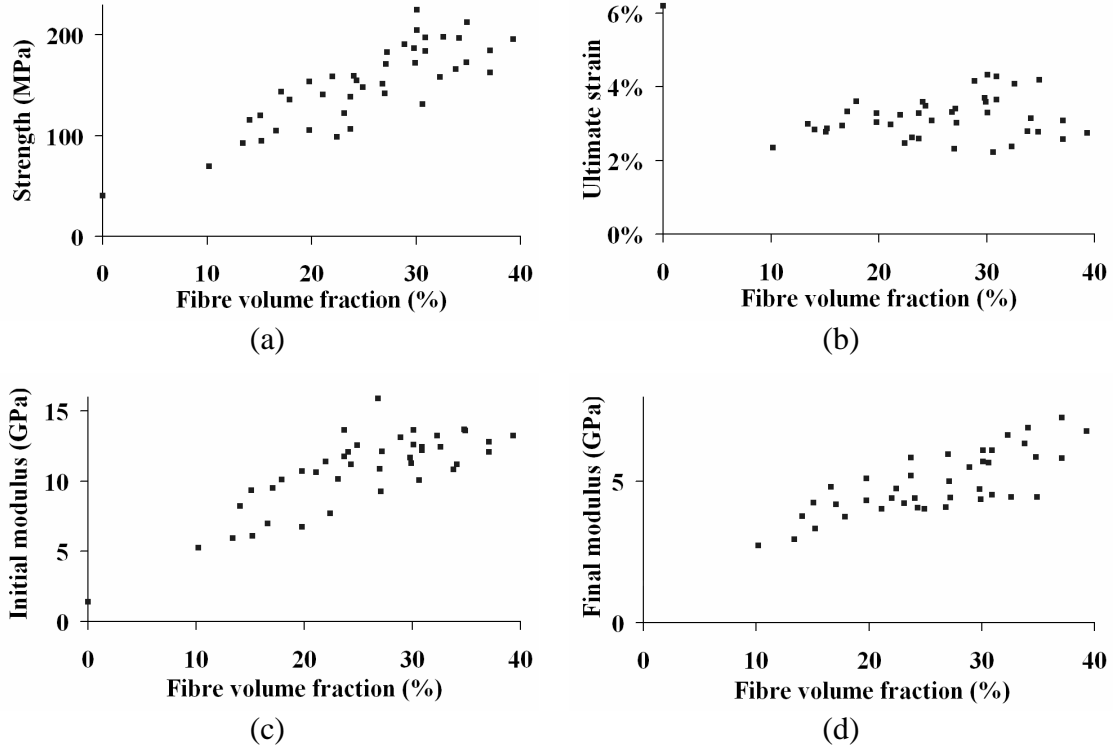 Strength (MPa)
200
100
0
0 10 20 30 40
Fibre volume fraction (%)
(a)
Ultimate strain
6%
4%
2%
0%
0 10 20 30 40
Fibre volume fraction (%)
(b)
Initial modulus (GPa)
15
10
5
0
0 10 20 30 40
Fibre volume fraction (%)
(c)
Final modulus (GPa)
5
0
0 10 20 30 40
Fibre volume fraction (%)
(d)